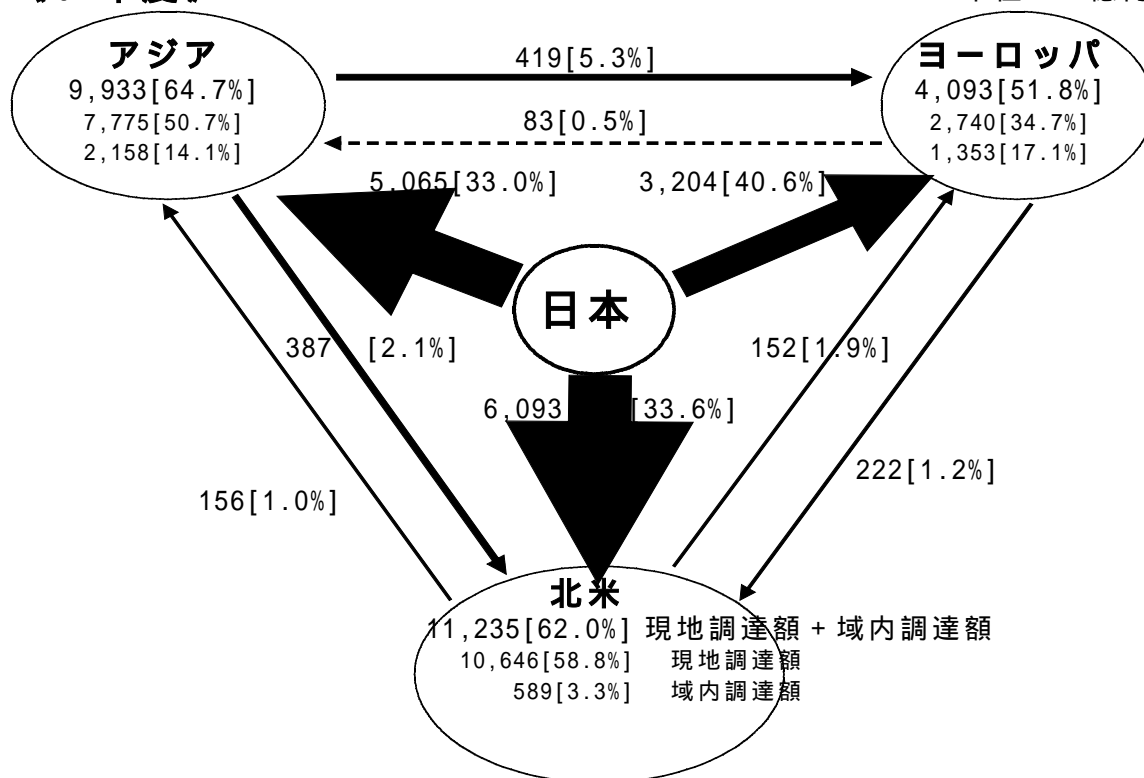 アジア
9,933[64.7%]
7,775[50.7%]
2,158[14.1%]
419[5.3%]
83[0.5%]
ヨーロッパ
4,093[51.8%]
2,740[34.7%]
1,353[17.1%]
5,065[33.0%]
3,204[40.6%]
日本
387 [2.1%]
152[1.9%]
6,093 [33.6%]
222[1.2%]
156[1.0%]
北米
11,235[62.0%] 現地調達額+域内調達額
10,646[58.8%] 現地調達額
589[3.3%] 域内調達額